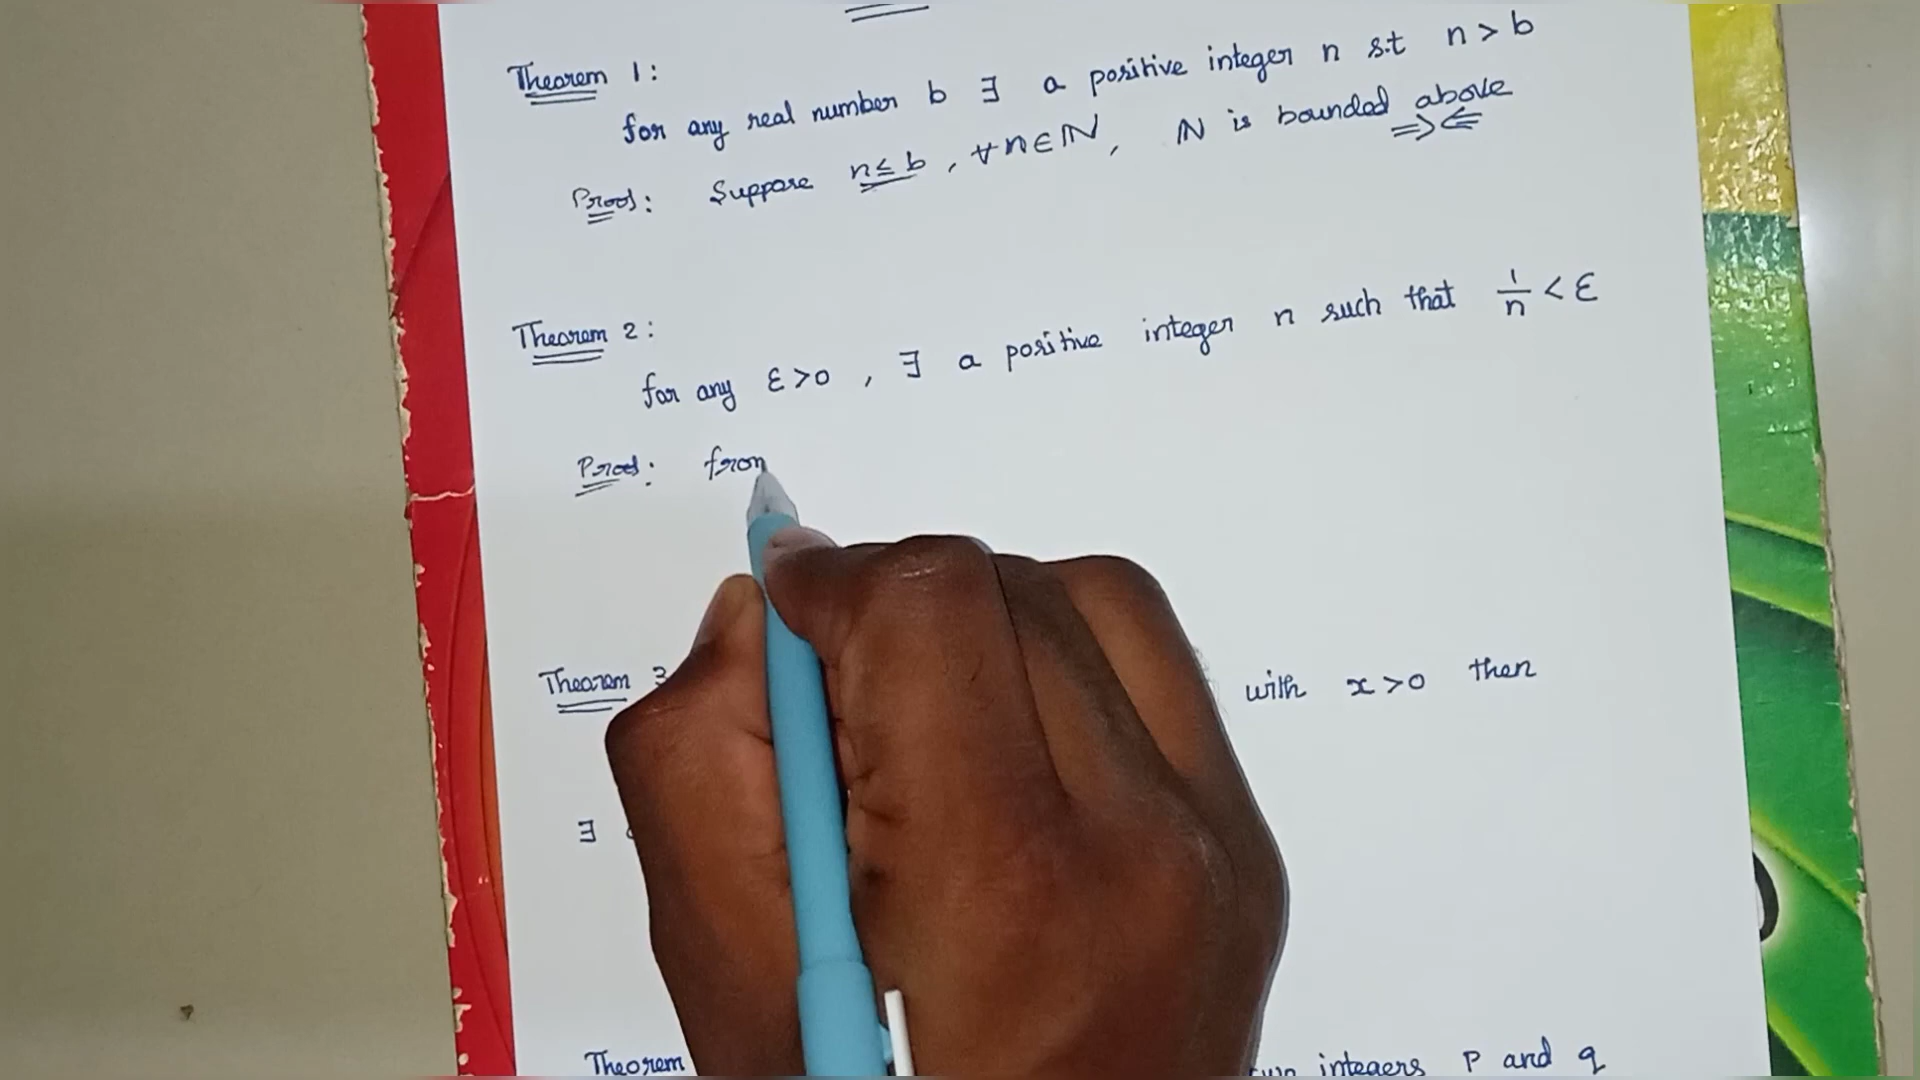 Theorem 1:
for any real number b ∃ a positive integer n s.t n > b
Proof: Suppose n ≤ b, ∀ n ∈ ℕ, ℕ is bounded above
⇒⇐
Theorem 2:
for any ε > 0, ∃ a positive integer n such that 1/n < ε
Proof: from
Theorem 3 with x > 0 then
∃
Theorem integers p and q